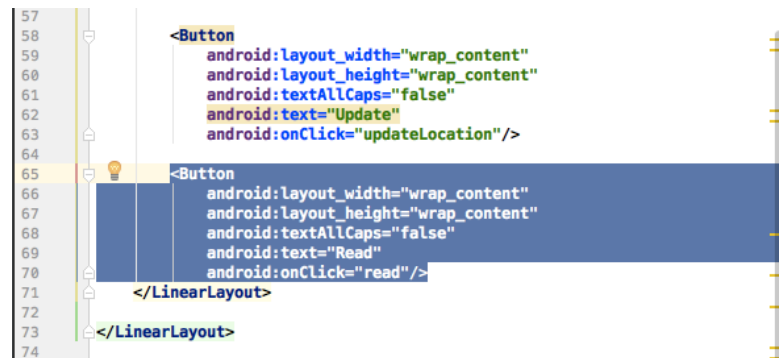 57
58 <Button
59 android:layout_width="wrap_content"
60 android:layout_height="wrap_content"
61 android:textAllCaps="false"
62 android:text="Update"
63 android:onClick="updateLocation"/>
64
65 <Button
66 android:layout_width="wrap_content"
67 android:layout_height="wrap_content"
68 android:textAllCaps="false"
69 android:text="Read"
70 android:onClick="read"/>
71 </LinearLayout>
72
73 </LinearLayout>
74